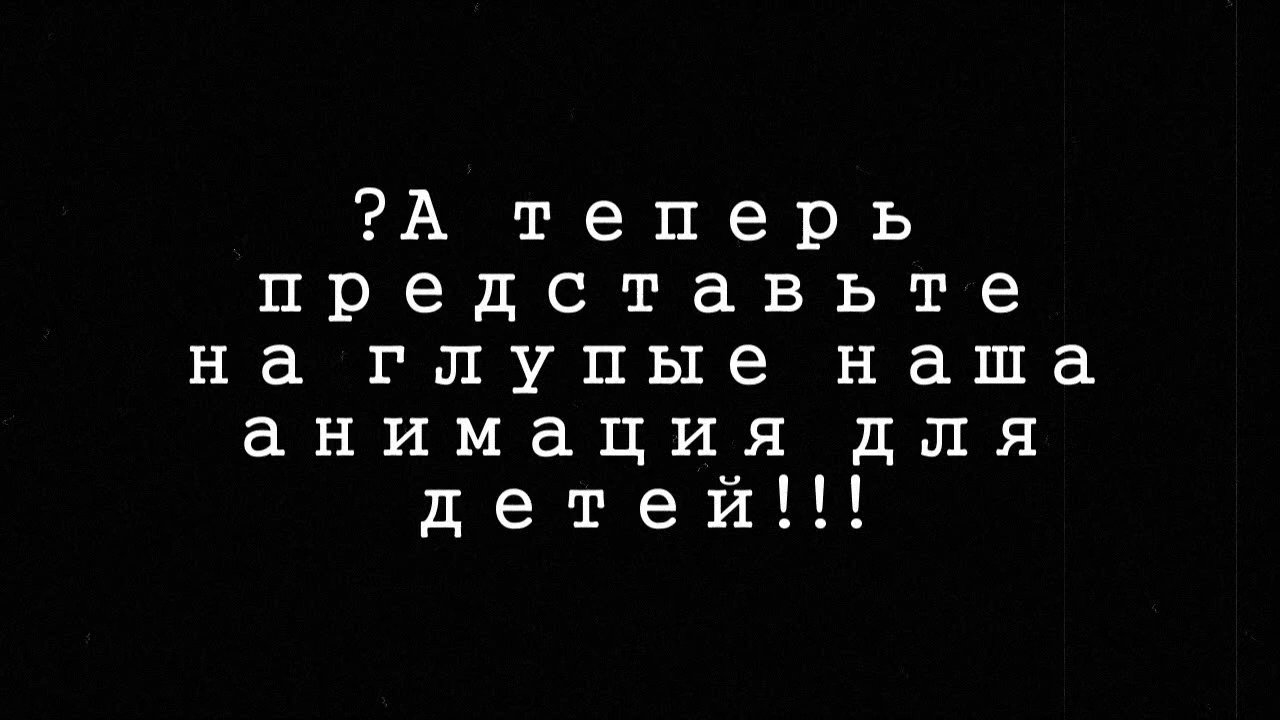 ?А теперь
представьте
на глупые наша
анимация для
детей!!!